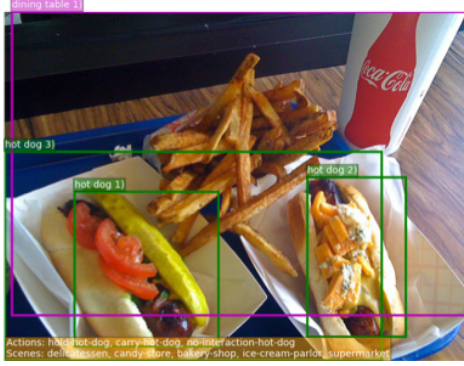 dining table 1)
Coca-Cola
hot dog 3)
hot dog 2)
hot dog 1)
Actions: hold-hot-dog, carry-hot-dog, no-interaction-hot-dog
Scenes: delicatessen, candy-store, bakery-shop, ice-cream-parlor, supermarket